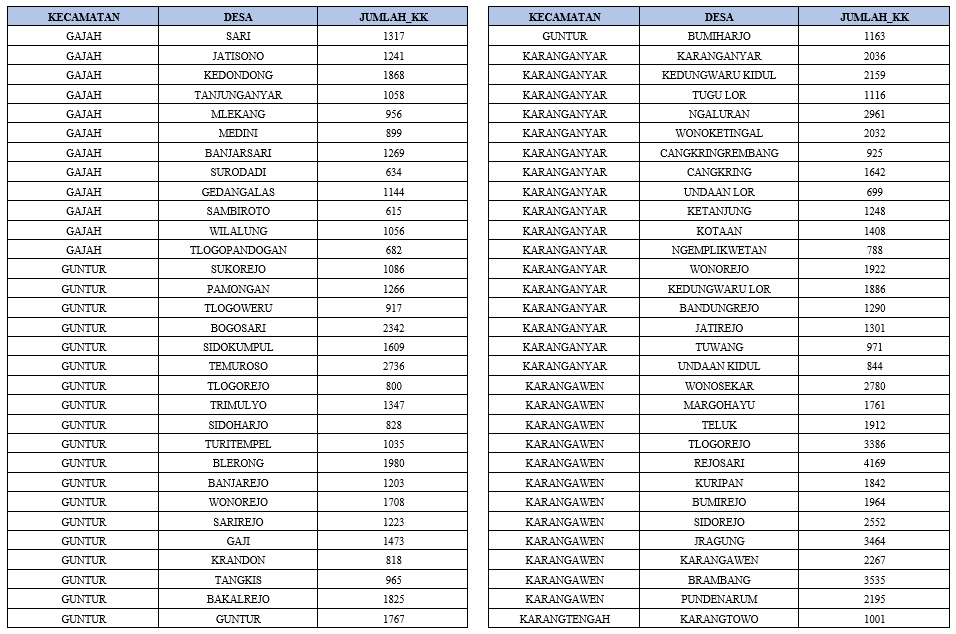 KECAMATAN DESA JUMLAH_KK
GAJAH SARI 1317
GAJAH JATISONO 1241
GAJAH KEDONDONG 1868
GAJAH TANJUNGANYAR 1058
GAJAH MLEKANG 956
GAJAH MEDINI 899
GAJAH BANJARSARI 1269
GAJAH SURODADI 634
GAJAH GEDANGALAS 1144
GAJAH SAMBIROTO 615
GAJAH WILALUNG 1056
GAJAH TLOGOPANDOGAN 682
GUNTUR SUKOREJO 1086
GUNTUR PAMONGAN 1266
GUNTUR TLOGOWERU 917
GUNTUR BOGOSARI 2342
GUNTUR SIDOKUMPUL 1609
GUNTUR TEMUROSO 2736
GUNTUR TLOGOREJO 800
GUNTUR TRIMULYO 1347
GUNTUR SIDOHARJO 828
GUNTUR TURITEMPEL 1035
GUNTUR BLERONG 1980
GUNTUR BANJAREJO 1203
GUNTUR WONOREJO 1708
GUNTUR SARIREJO 1223
GUNTUR GAJI 1473
GUNTUR KRANDON 818
GUNTUR TANGKIS 965
GUNTUR BAKALREJO 1825
GUNTUR GUNTUR 1767
KECAMATAN DESA JUMLAH_KK
GUNTUR BUMIHARJO 1163
KARANGANYAR KARANGANYAR 2036
KARANGANYAR KEDUNGWARU KIDUL 2159
KARANGANYAR TUGU LOR 1116
KARANGANYAR NGALURAN 2961
KARANGANYAR WONOKETINGAL 2032
KARANGANYAR CANGKRINGREMBANG 925
KARANGANYAR CANGKRING 1642
KARANGANYAR UNDAAN LOR 699
KARANGANYAR KETANJUNG 1248
KARANGANYAR KOTAAN 1408
KARANGANYAR NGEMPLIKWETAN 788
KARANGANYAR WONOREJO 1922
KARANGANYAR KEDUNGWARU LOR 1886
KARANGANYAR BANDUNGREJO 1290
KARANGANYAR JATIREJO 1301
KARANGANYAR TUWANG 971
KARANGANYAR UNDAAN KIDUL 844
KARANGAWEN WONOSEKAR 2780
KARANGAWEN MARGOHAYU 1761
KARANGAWEN TELUK 1912
KARANGAWEN TLOGOREJO 3386
KARANGAWEN REJOSARI 4169
KARANGAWEN KURIPAN 1842
KARANGAWEN BUMIREJO 1964
KARANGAWEN SIDOREJO 2552
KARANGAWEN JRAGUNG 3464
KARANGAWEN KARANGAWEN 2267
KARANGAWEN BRAMBANG 3535
KARANGAWEN PUNDENARUM 2195
KARANGTENGAH KARANGTOWO 1001